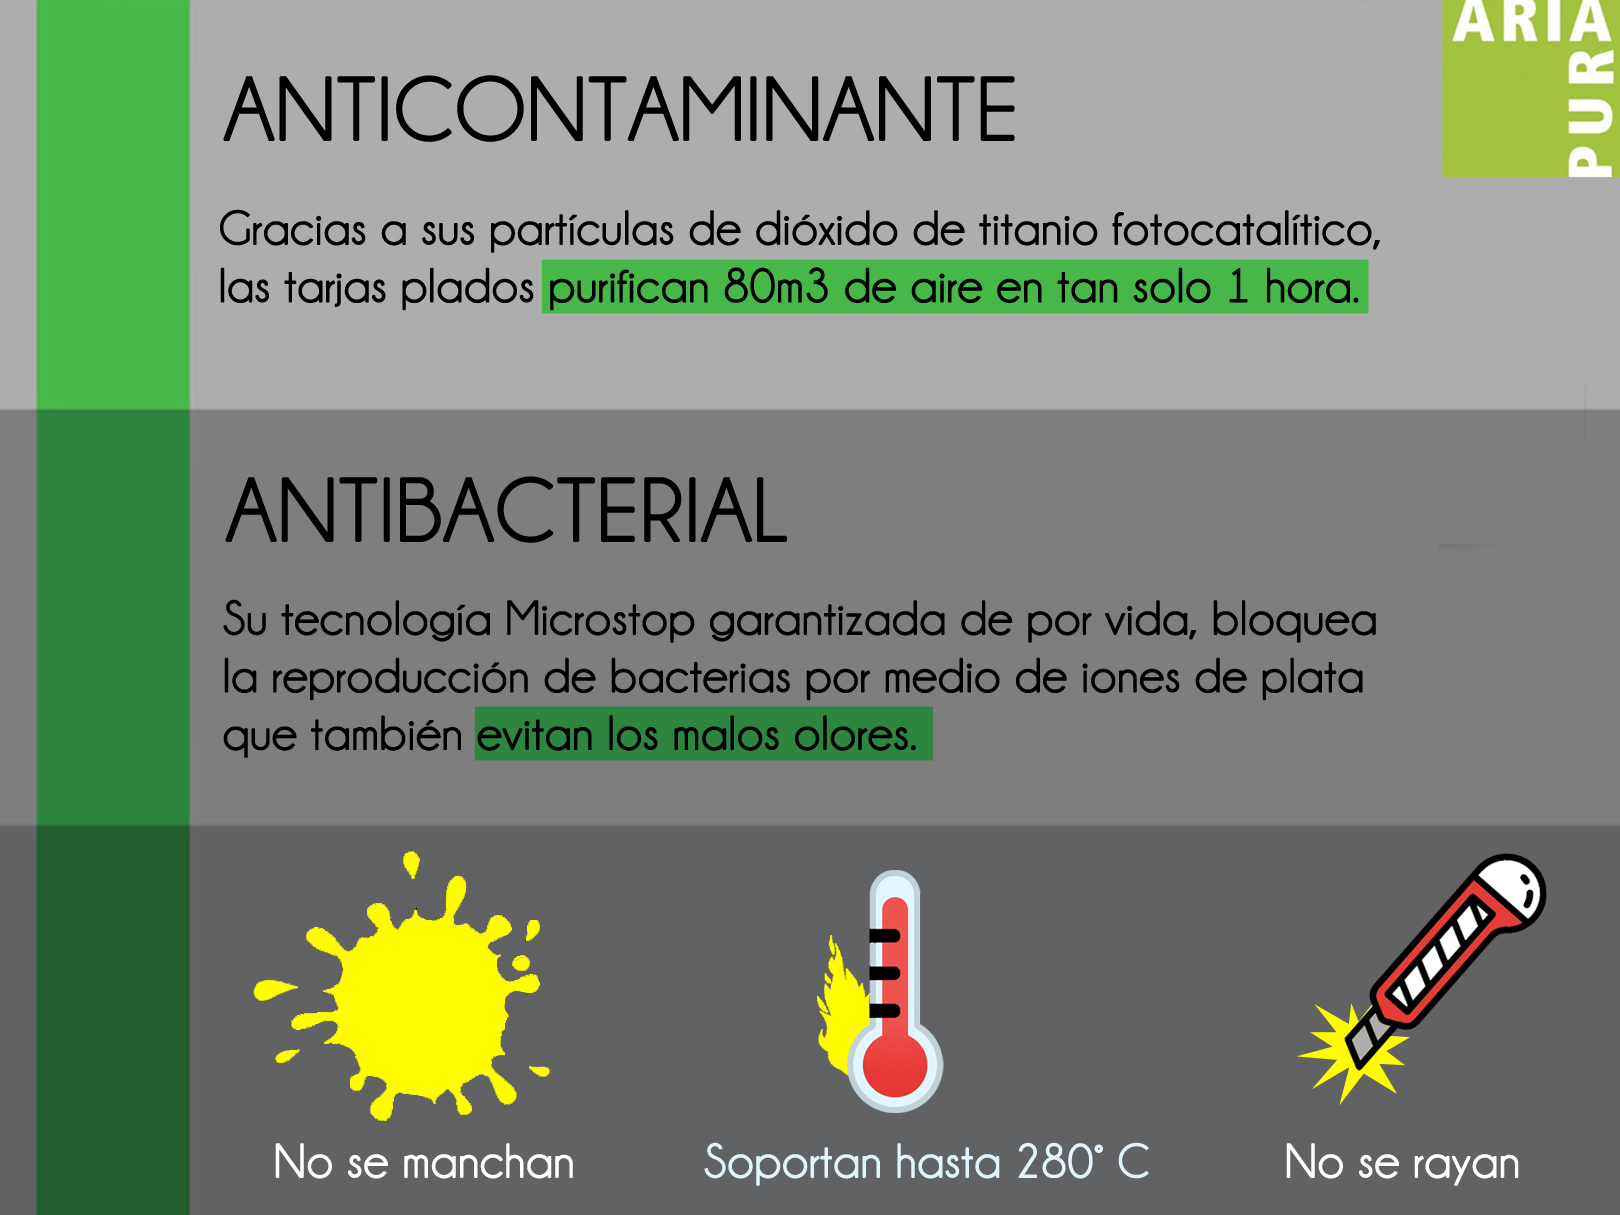 ARIA
PUR
ANTICONTAMINANTE
Gracias a sus partículas de dióxido de titanio fotocatalítico,
las tarjas plados purifican 80m3 de aire en tan solo 1 hora.
ANTIBACTERIAL
Su tecnología Microstop garantizada de por vida, bloquea
la reproducción de bacterias por medio de iones de plata
que también evitan los malos olores.
No se manchan
Soportan hasta 280° C
No se rayan